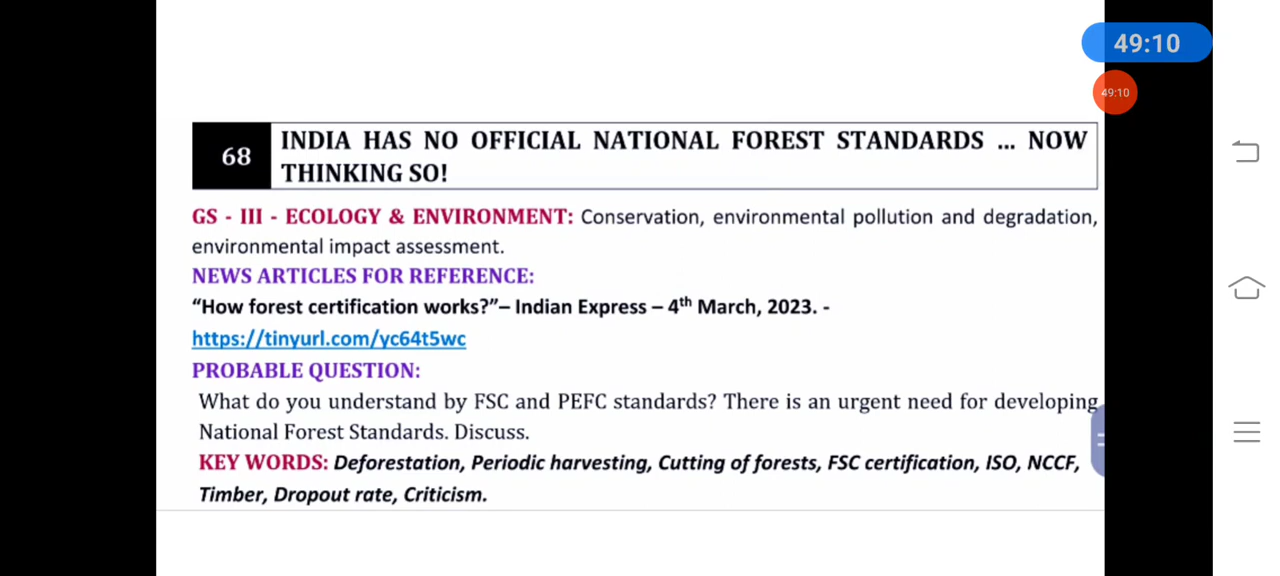 49:10
49:10
68
INDIA HAS NO OFFICIAL NATIONAL FOREST STANDARDS ... NOW
THINKING SO!
GS - III - ECOLOGY & ENVIRONMENT: Conservation, environmental pollution and degradation,
environmental impact assessment.
NEWS ARTICLES FOR REFERENCE:
“How forest certification works?”– Indian Express – 4th March, 2023. -
https://tinyurl.com/yc64t5wc
PROBABLE QUESTION:
What do you understand by FSC and PEFC standards? There is an urgent need for developing
National Forest Standards. Discuss.
KEY WORDS: Deforestation, Periodic harvesting, Cutting of forests, FSC certification, ISO, NCCF,
Timber, Dropout rate, Criticism.